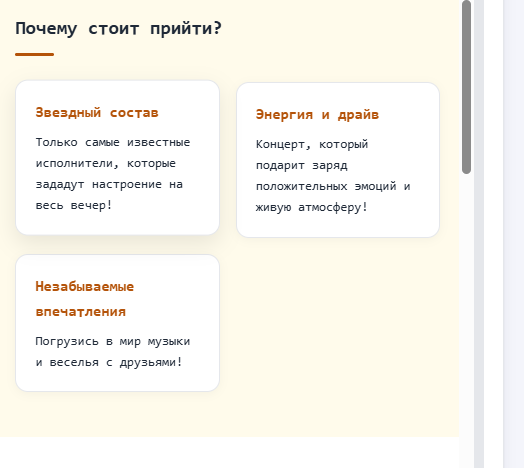 Почему стоит прийти?
Звездный состав
Только самые известные
исполнители, которые
зададут настроение на
весь вечер!
Энергия и драйв
Концерт, который
подарит заряд
положительных эмоций и
живую атмосферу!
Незабываемые
впечатления
Погрузись в мир музыки
и веселья с друзьями!